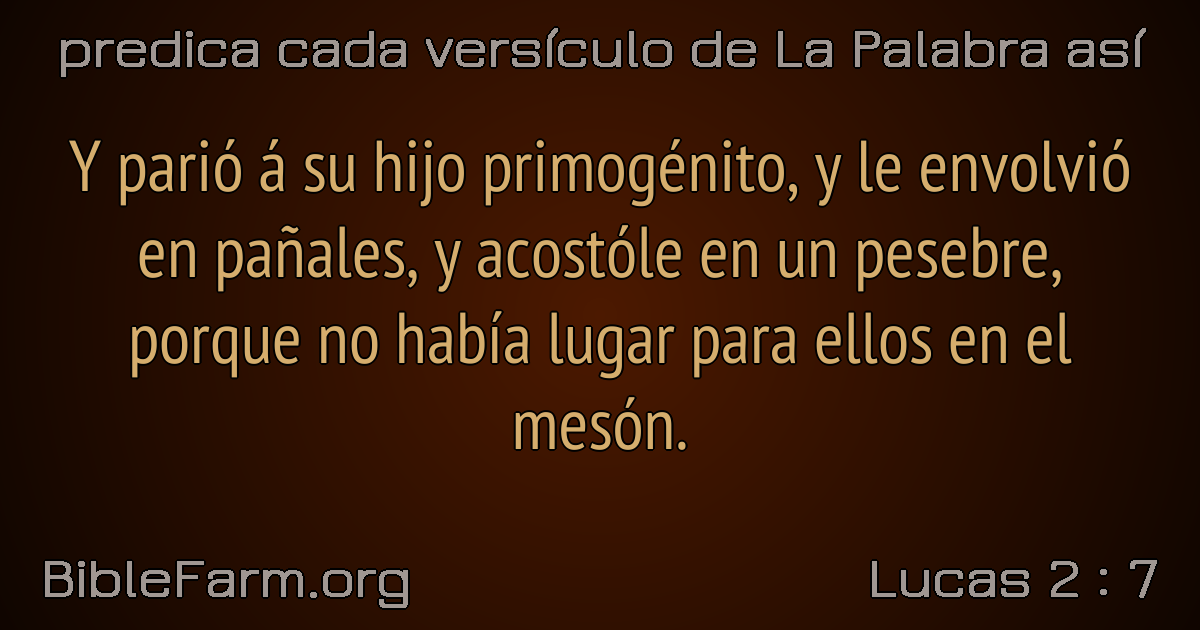 predica cada versículo de La Palabra así
Y parió á su hijo primogénito, y le envolvió
en pañales, y acostóle en un pesebre,
porque no había lugar para ellos en el
mesón.
BibleFarm.org
Lucas 2 : 7